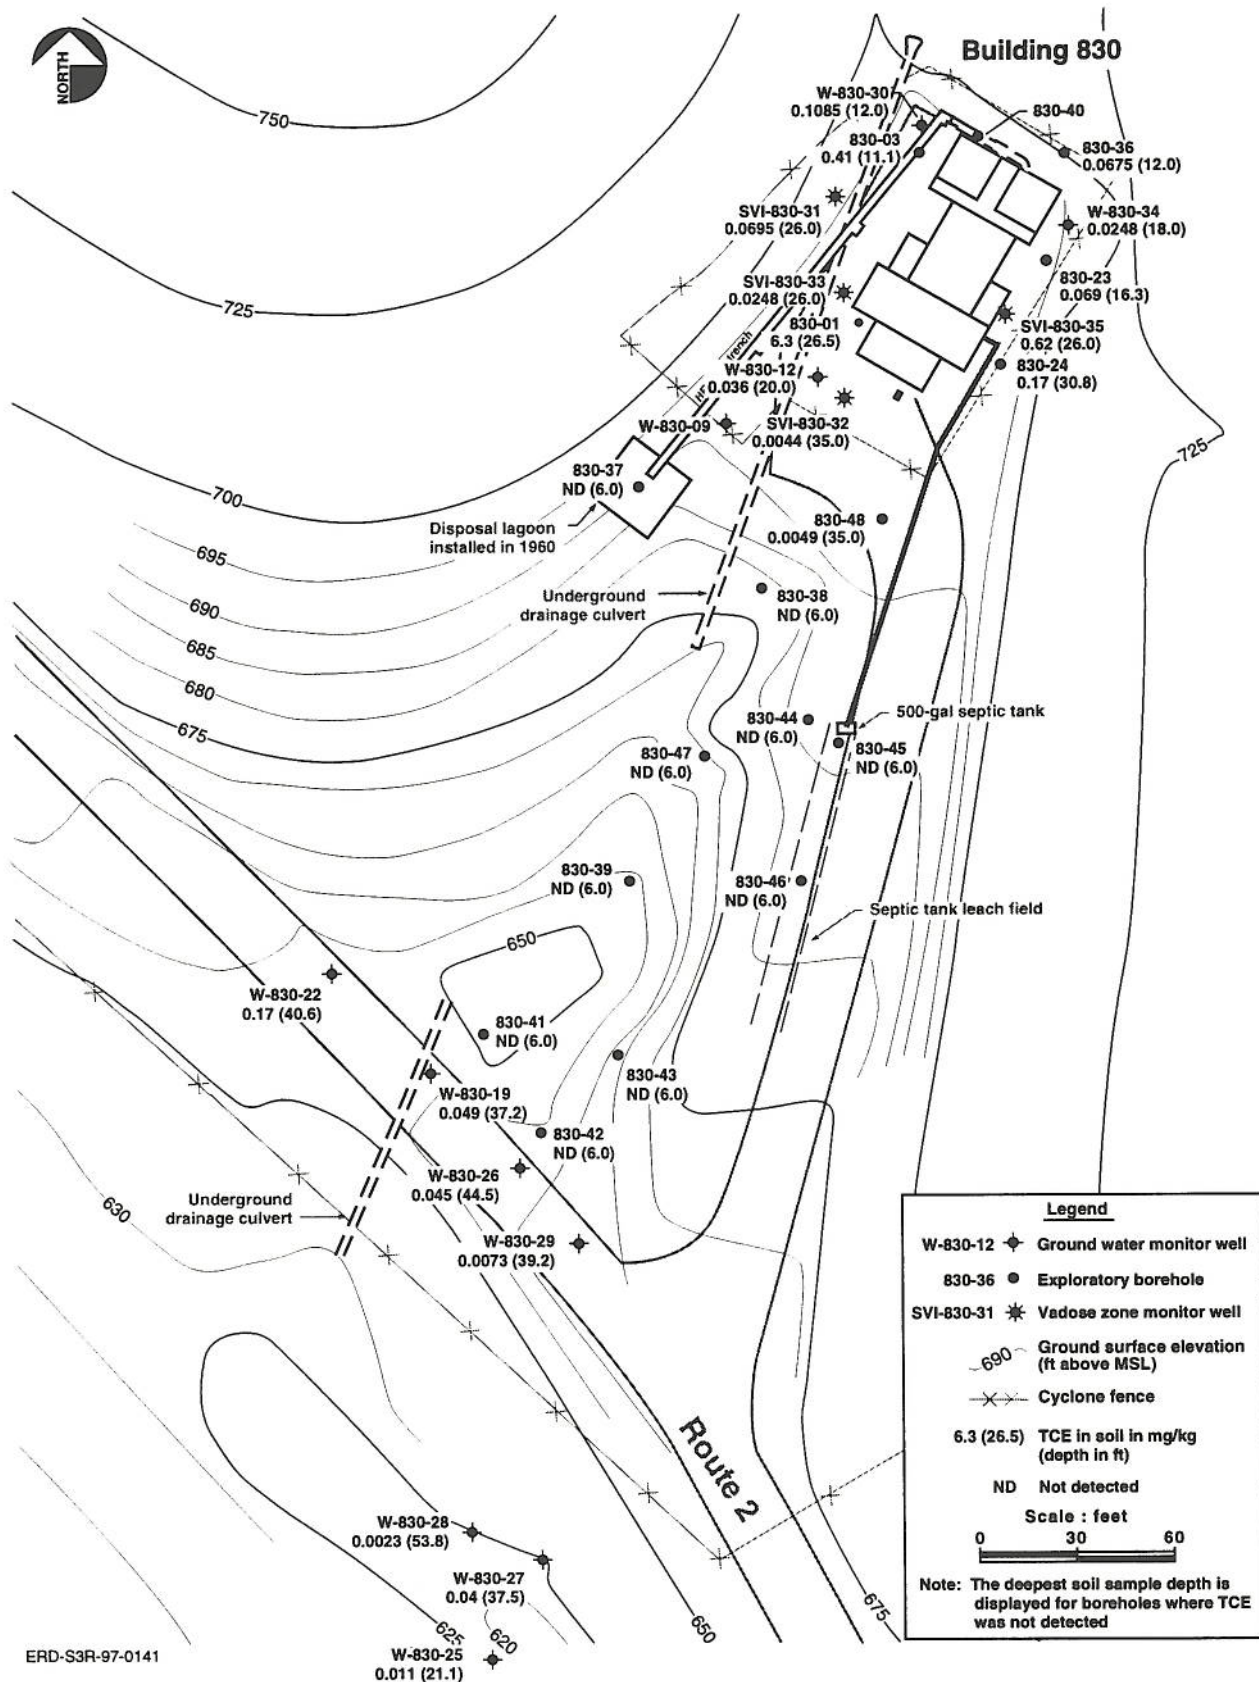 NORTH
Building 830
750
W-830-30
0.1085 (12.0)
830-40
830-03
0.41 (11.1)
830-36
0.0675 (12.0)
SVI-830-31
0.0695 (26.0)
W-830-34
0.0248 (18.0)
830-23
0.069 (16.3)
725
SVI-830-33
0.0248 (26.0)
830-01
6.3 (26.5)
SVI-830-35
0.62 (26.0)
830-24
0.17 (30.8)
trench
W-830-12
0.036 (20.0)
W-830-09
SVI-830-32
0.0044 (35.0)
725
830-37
ND (6.0)
700
Disposal lagoon
installed in 1960
830-48
0.0049 (35.0)
695
Underground
drainage culvert
830-38
ND (6.0)
690
685
680
675
830-44
ND (6.0)
500-gal septic tank
830-45
ND (6.0)
830-47
ND (6.0)
830-39
ND (6.0)
830-46
ND (6.0)
Septic tank leach field
650
W-830-22
0.17 (40.6)
830-41
ND (6.0)
830-43
ND (6.0)
W-830-19
0.049 (37.2)
830-42
ND (6.0)
W-830-26
0.045 (44.5)
630
Underground
drainage culvert
W-830-29
0.0073 (39.2)
Route 2
W-830-28
0.0023 (53.8)
W-830-27
0.04 (37.5)
625
620
650
675
W-830-25
0.011 (21.1)
ERD-S3R-97-0141
Legend
W-830-12 Ground water monitor well
830-36 Exploratory borehole
SVI-830-31 Vadose zone monitor well
690 Ground surface elevation
(ft above MSL)
Cyclone fence
6.3 (26.5) TCE in soil in mg/kg
(depth in ft)
ND Not detected
Scale : feet
0 30 60
Note: The deepest soil sample depth is
displayed for boreholes where TCE
was not detected